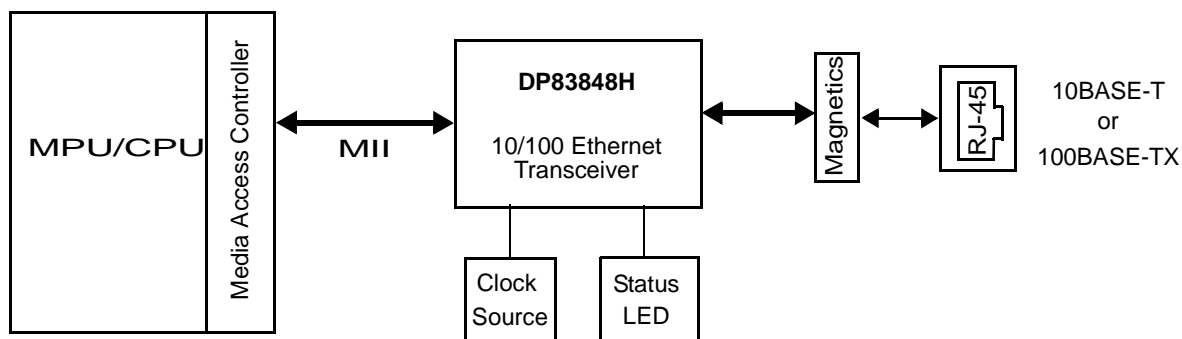 MPU/CPU
Media Access Controller
MII
DP83848H
10/100 Ethernet
Transceiver
Clock
Source
Status
LED
Magnetics
RJ-45
10BASE-T
or
100BASE-TX